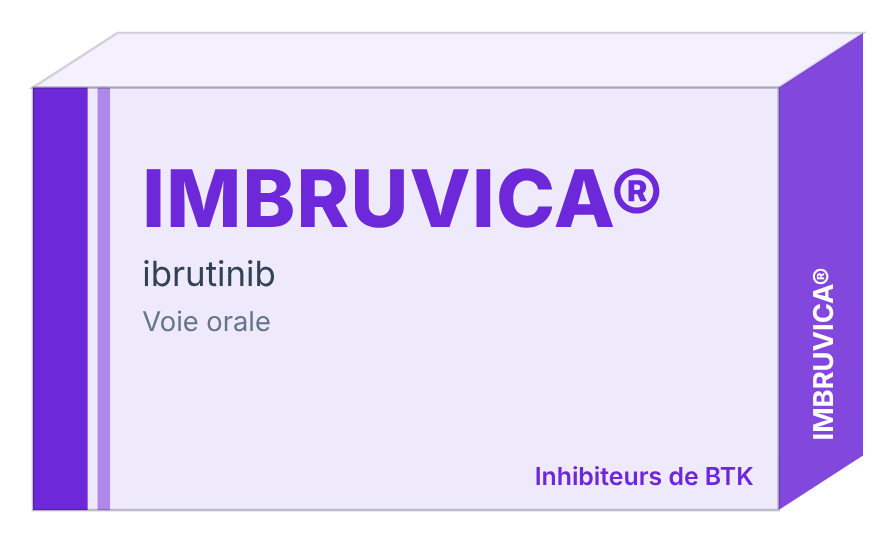 IMBRUVICA®
ibrutinib
Voie orale
Inhibiteurs de BTK
IMBRUVICA®